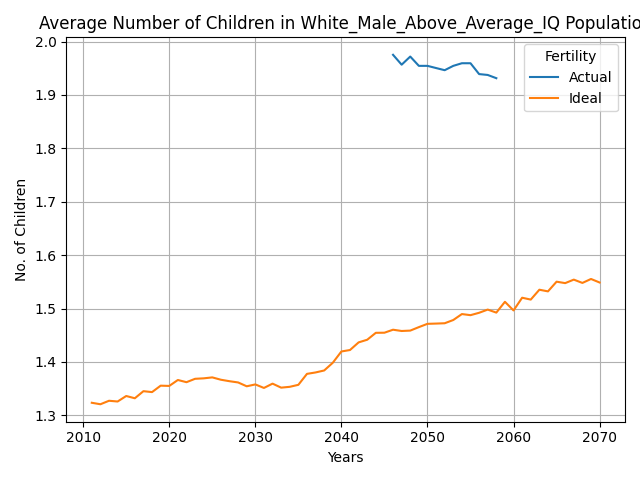 Average Number of Children in White_Male_Above_Average_IQ Populatio
2.0
1.9
1.8
1.7
1.6
1.5
1.4
1.3
No. of Children
Fertility
Actual
Ideal
2010 2020 2030 2040 2050 2060 2070
Years